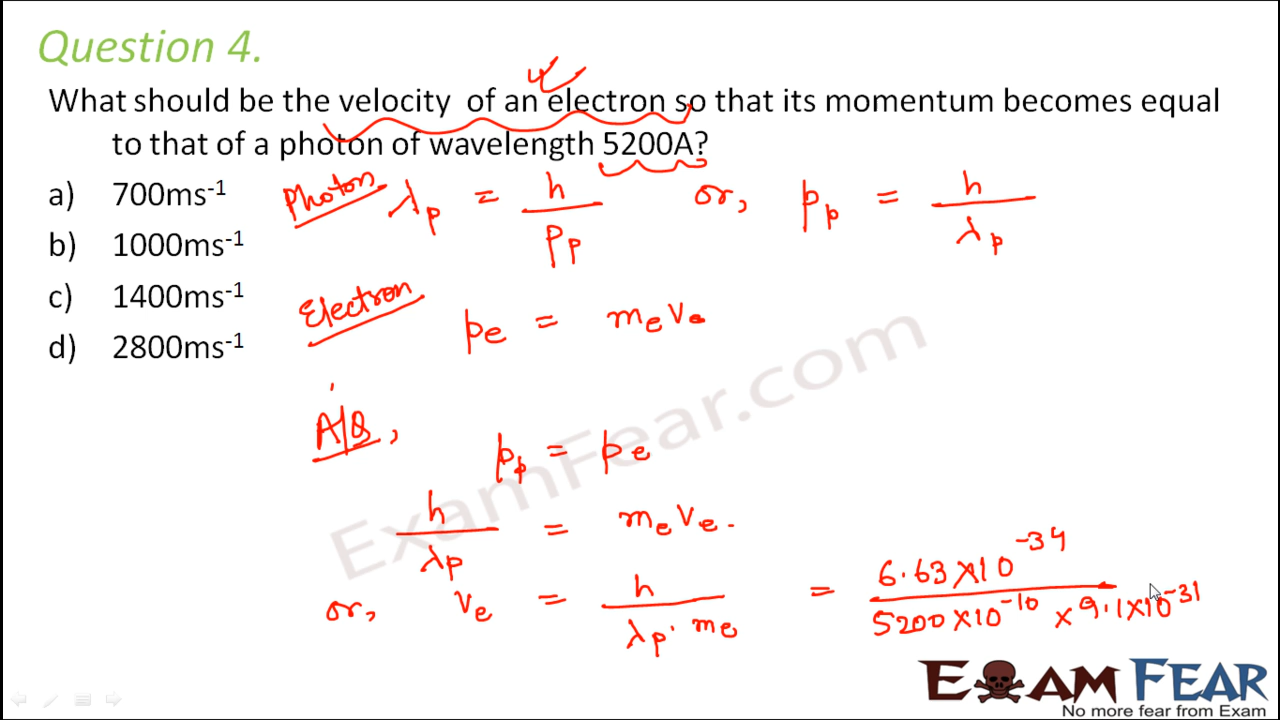 Question 4.
What should be the velocity of an electron so that its momentum becomes equal
to that of a photon of wavelength 5200A?
a) 700ms⁻¹
b) 1000ms⁻¹
c) 1400ms⁻¹
d) 2800ms⁻¹
Photon λp = h / pp or, pp = h / λp
Electron pe = meve
A/Q,
pp = pe
h / λp = meve.
or, ve = h / λp.me = 6.63×10⁻³⁴ / 5200×10⁻¹⁰ × 9.1×10⁻³¹
ExamFear.com
EXAM FEAR
No more fear from Exam